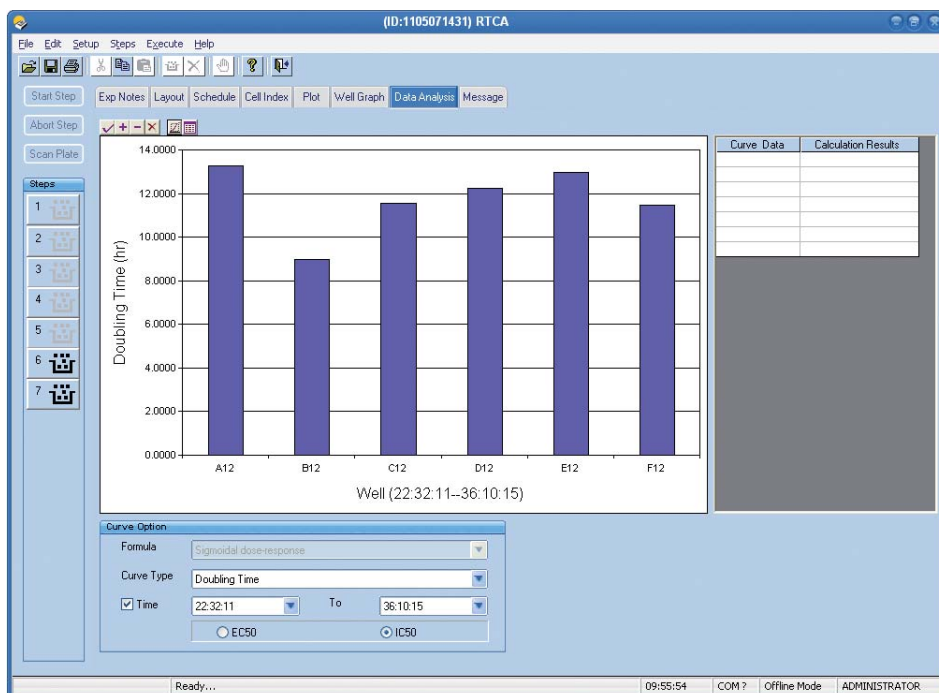 (ID:1105071431) RTCA
File Edit Setup Steps Execute Help
Start Step
Abort Step
Scan Plate
Exp Notes Layout Schedule Cell Index Plot Well Graph Data Analysis Message
Steps
1
2
3
4
5
6
7
Doubling Time (hr)
14.0000
12.0000
10.0000
8.0000
6.0000
4.0000
2.0000
0.0000
A12 B12 C12 D12 E12 F12
Well (22:32:11--36:10:15)
Curve Data Calculation Results
Curve Option
Formula Sigmoidal dose-response
Curve Type Doubling Time
Time 22:32:11 To 36:10:15
EC50 IC50
Ready... 09:55:54 COM ? Offline Mode ADMINISTRATOR